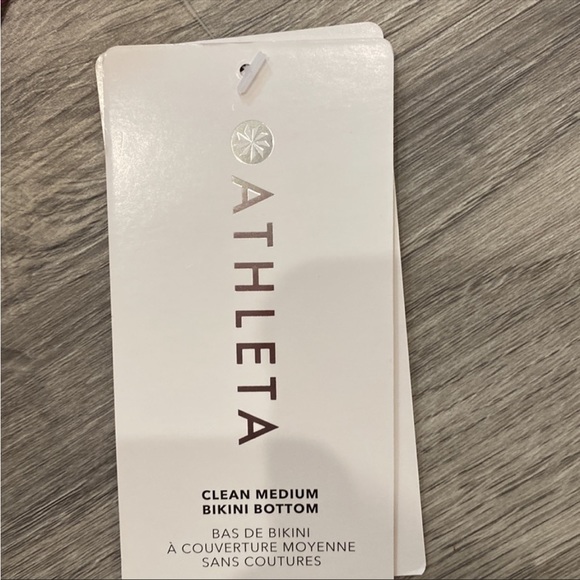 ATHLETA
CLEAN MEDIUM
BIKINI BOTTOM
BAS DE BIKINI
À COUVERTURE MOYENNE
SANS COUTURES